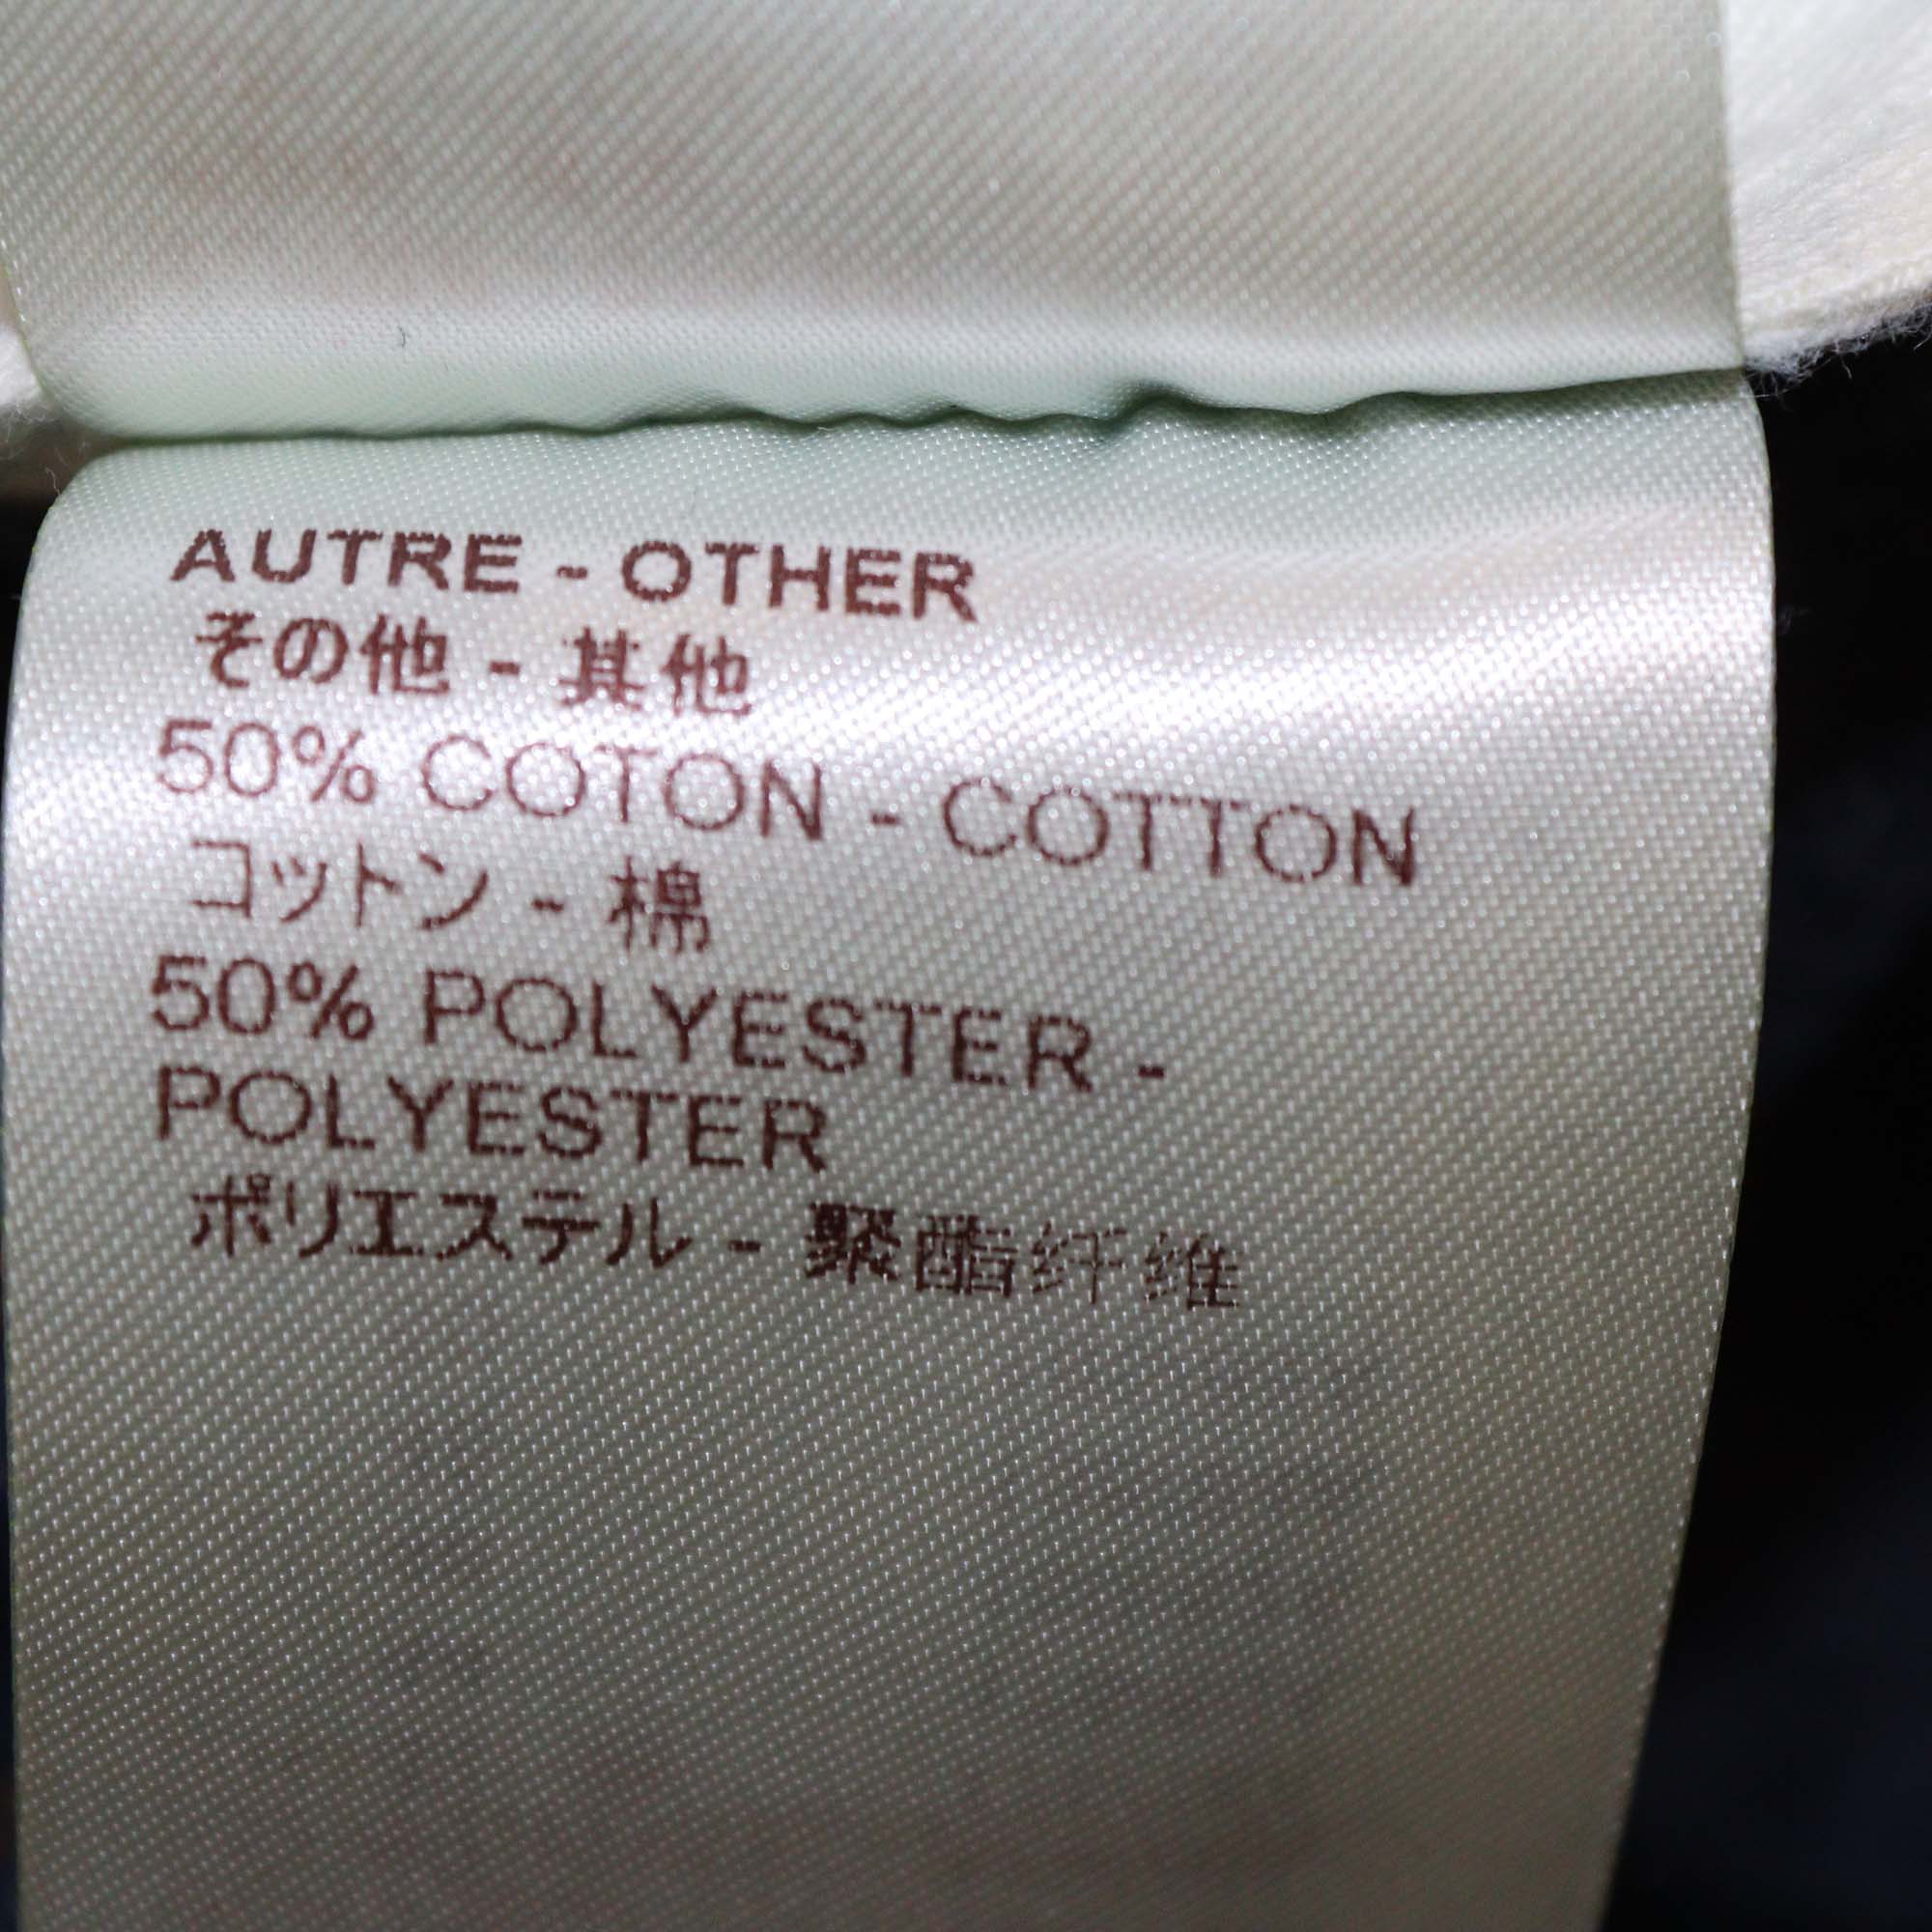 AUTRE - OTHER
その他 - 其他
50% COTON - COTTON
コットン - 棉
50% POLYESTER -
POLYESTER
ポリエステル - 聚酯纤维